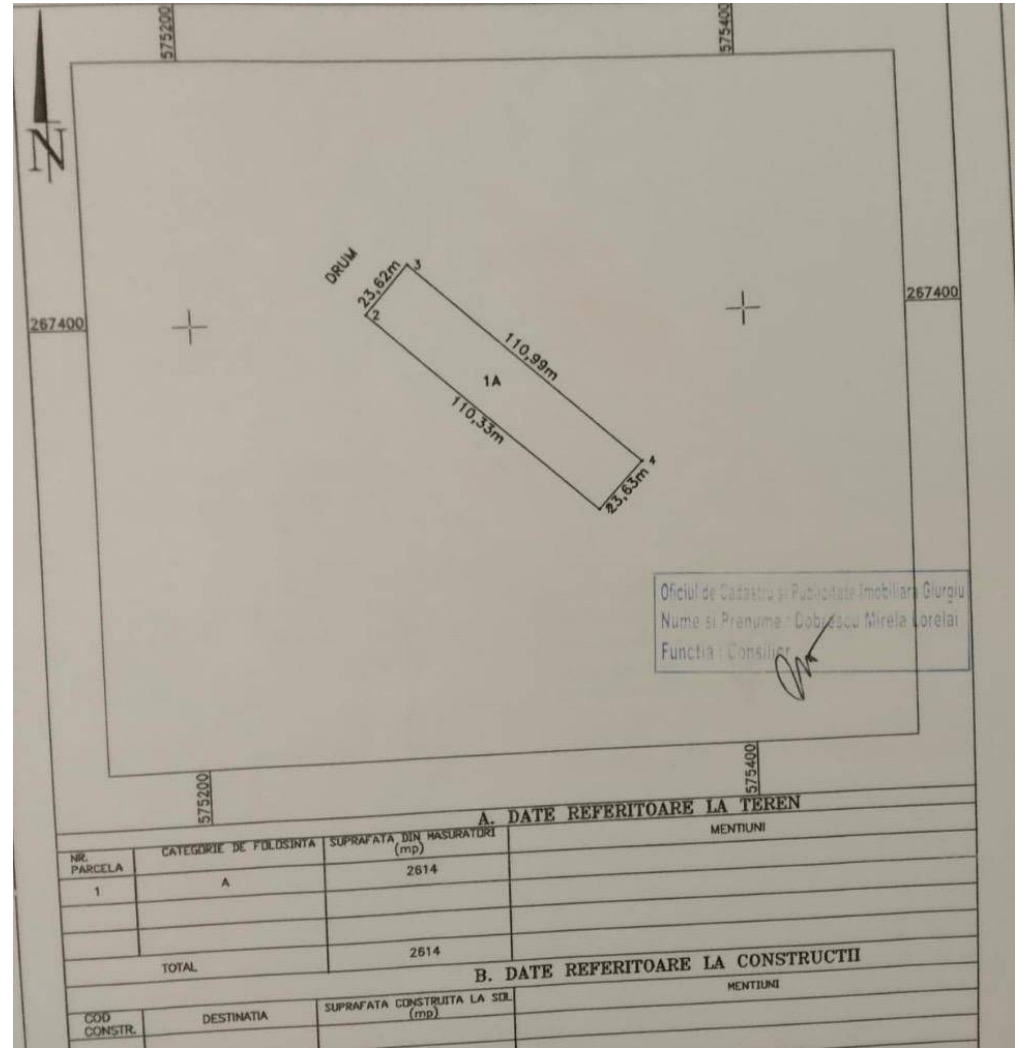 575200
575400
N
DRUM
23,62m
3
2
267400
267400
110,99m
1A
110,33m
4
23,63m
Oficiul de Cadastru si Publicitate Imobiliara Giurgiu
Nume si Prenume : Dobrescu Mirela Lorelai
Functia : Consilier
575200
575400
A. DATE REFERITOARE LA TEREN
NR. PARCELA
CATEGORIE DE FOLOSINTA
SUPRAFATA DIN MASURATORI (mp)
MENTIUNI
1
A
2614
TOTAL
2614
B. DATE REFERITOARE LA CONSTRUCTII
COD CONSTR.
DESTINATIA
SUPRAFATA CONSTRUITA LA SOL (mp)
MENTIUNI